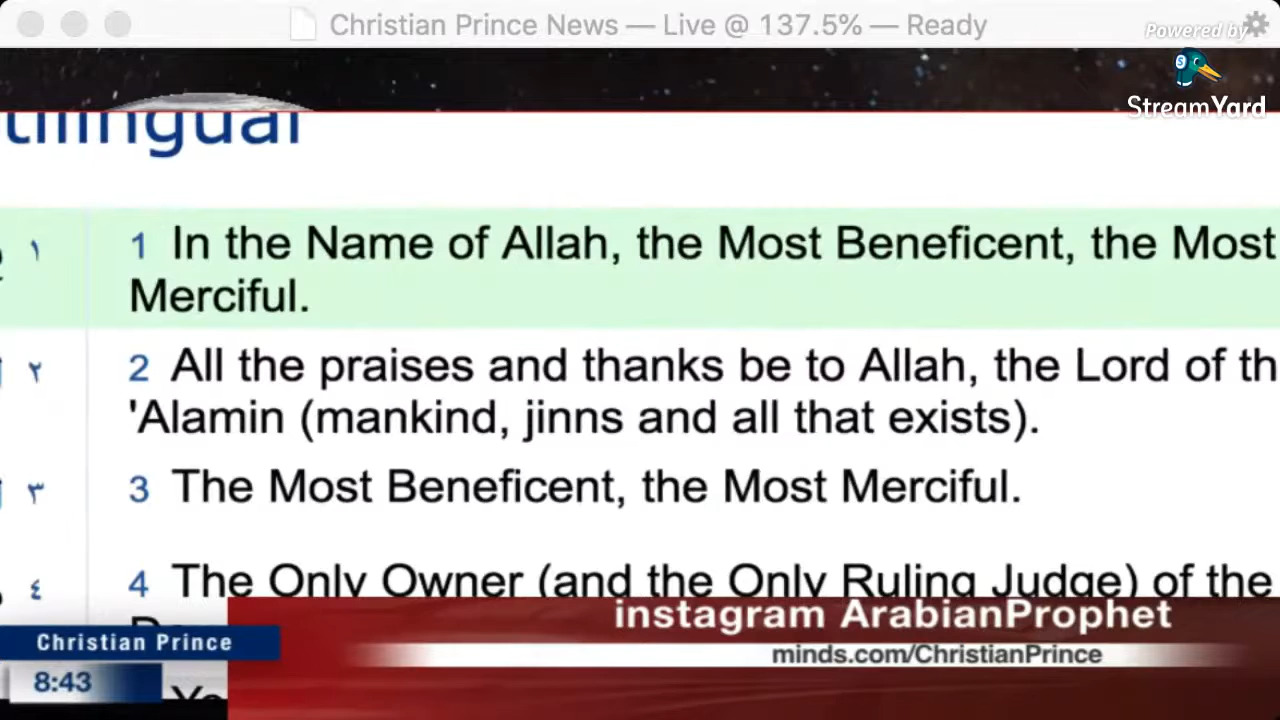 Christian Prince News — Live @ 137.5% — Ready
Powered by
StreamYard
tilingual
١ 1 In the Name of Allah, the Most Beneficent, the Most
Merciful.
٢ 2 All the praises and thanks be to Allah, the Lord of th
'Alamin (mankind, jinns and all that exists).
٣ 3 The Most Beneficent, the Most Merciful.
٤ 4 The Only Owner (and the Only Ruling Judge) of the
instagram ArabianProphet
Christian Prince
minds.com/ChristianPrince
8:43